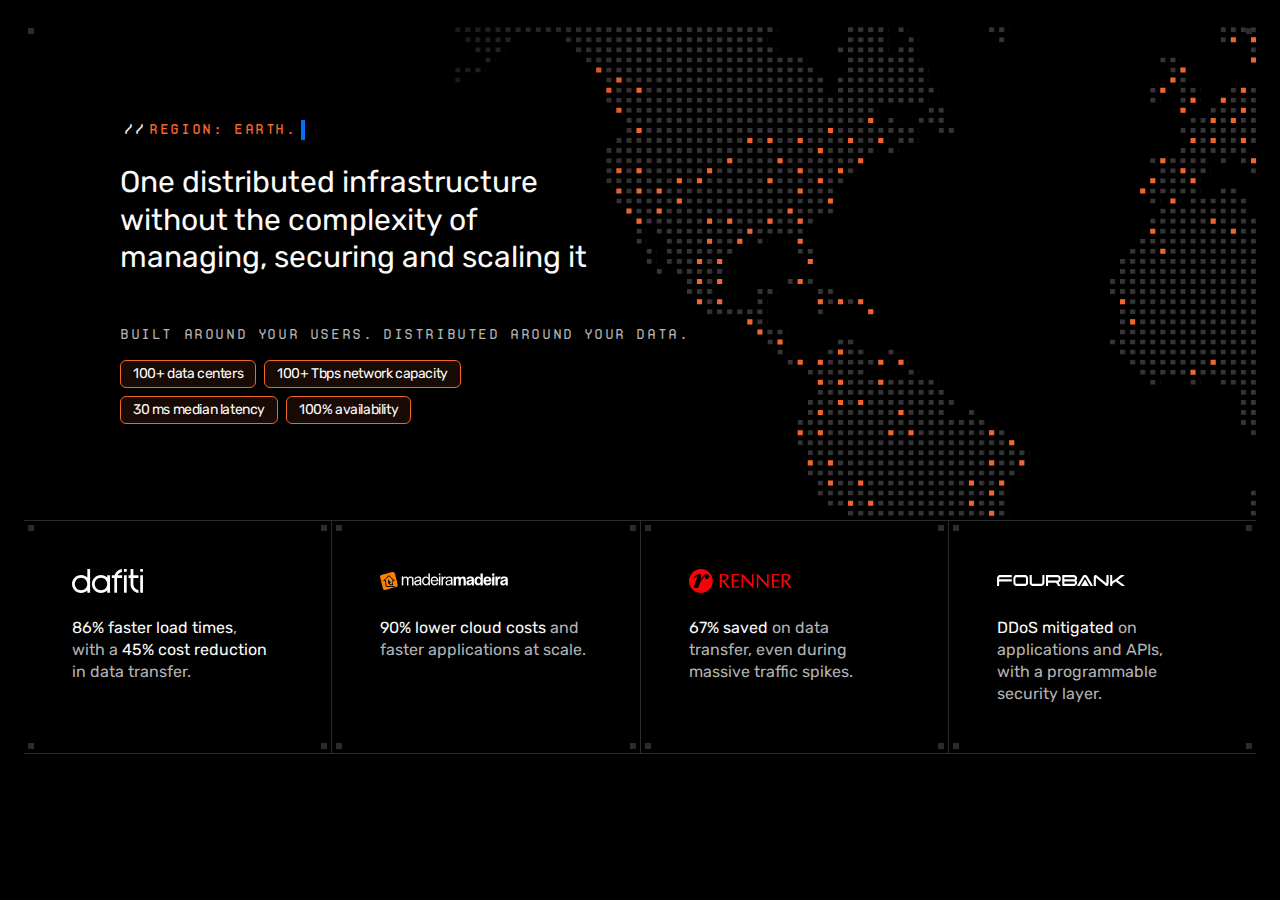 //REGION: EARTH.
One distributed infrastructure
without the complexity of
managing, securing and scaling it
BUILT AROUND YOUR USERS. DISTRIBUTED AROUND YOUR DATA.
100+ data centers
100+ Tbps network capacity
30 ms median latency
100% availability
dafiti
86% faster load times,
with a 45% cost reduction
in data transfer.
madeiramadeira
90% lower cloud costs and
faster applications at scale.
RENNER
67% saved on data
transfer, even during
massive traffic spikes.
FOURBANK
DDoS mitigated on
applications and APIs,
with a programmable
security layer.